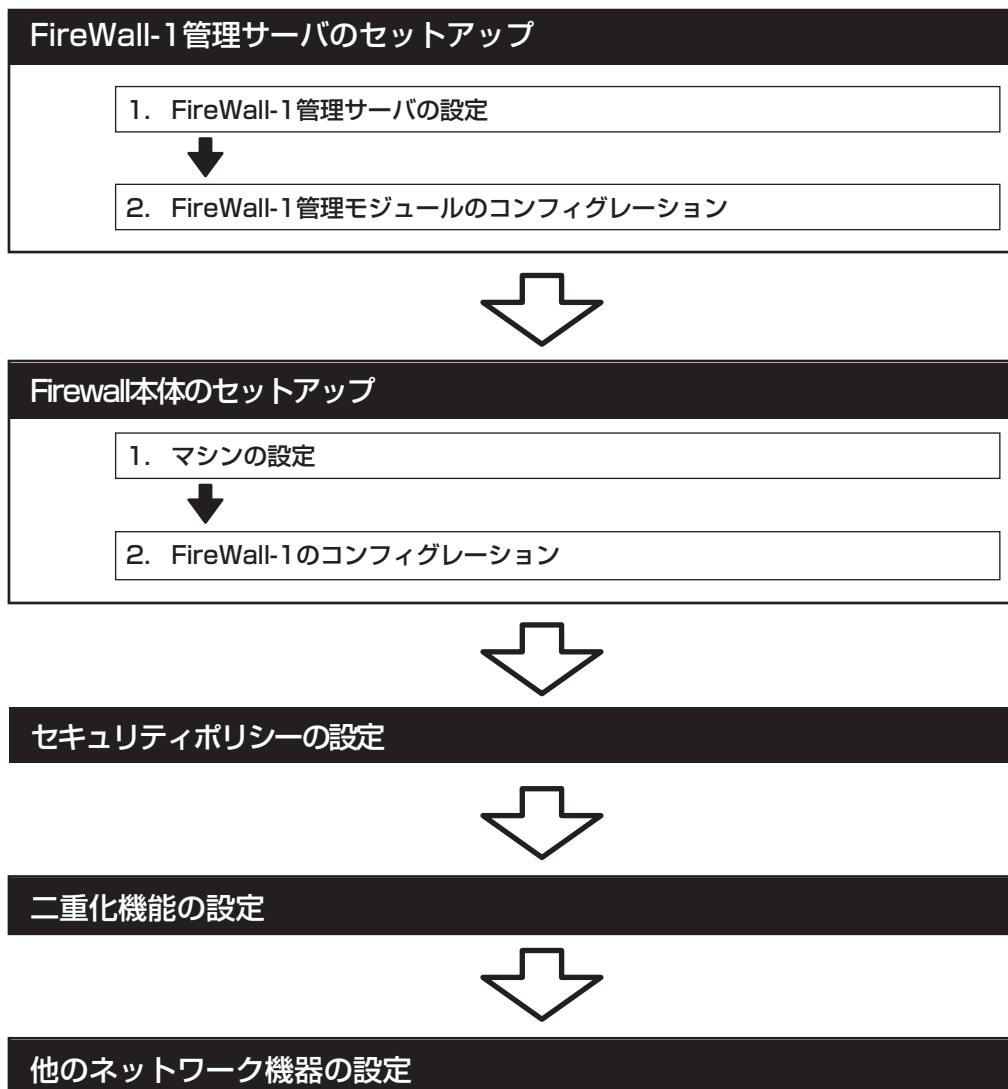 FireWall-1管理サーバのセットアップ
1. FireWall-1管理サーバの設定
2. FireWall-1管理モジュールのコンフィグレーション
Firewall本体のセットアップ
1. マシンの設定
2. FireWall-1のコンフィグレーション
セキュリティポリシーの設定
二重化機能の設定
他のネットワーク機器の設定